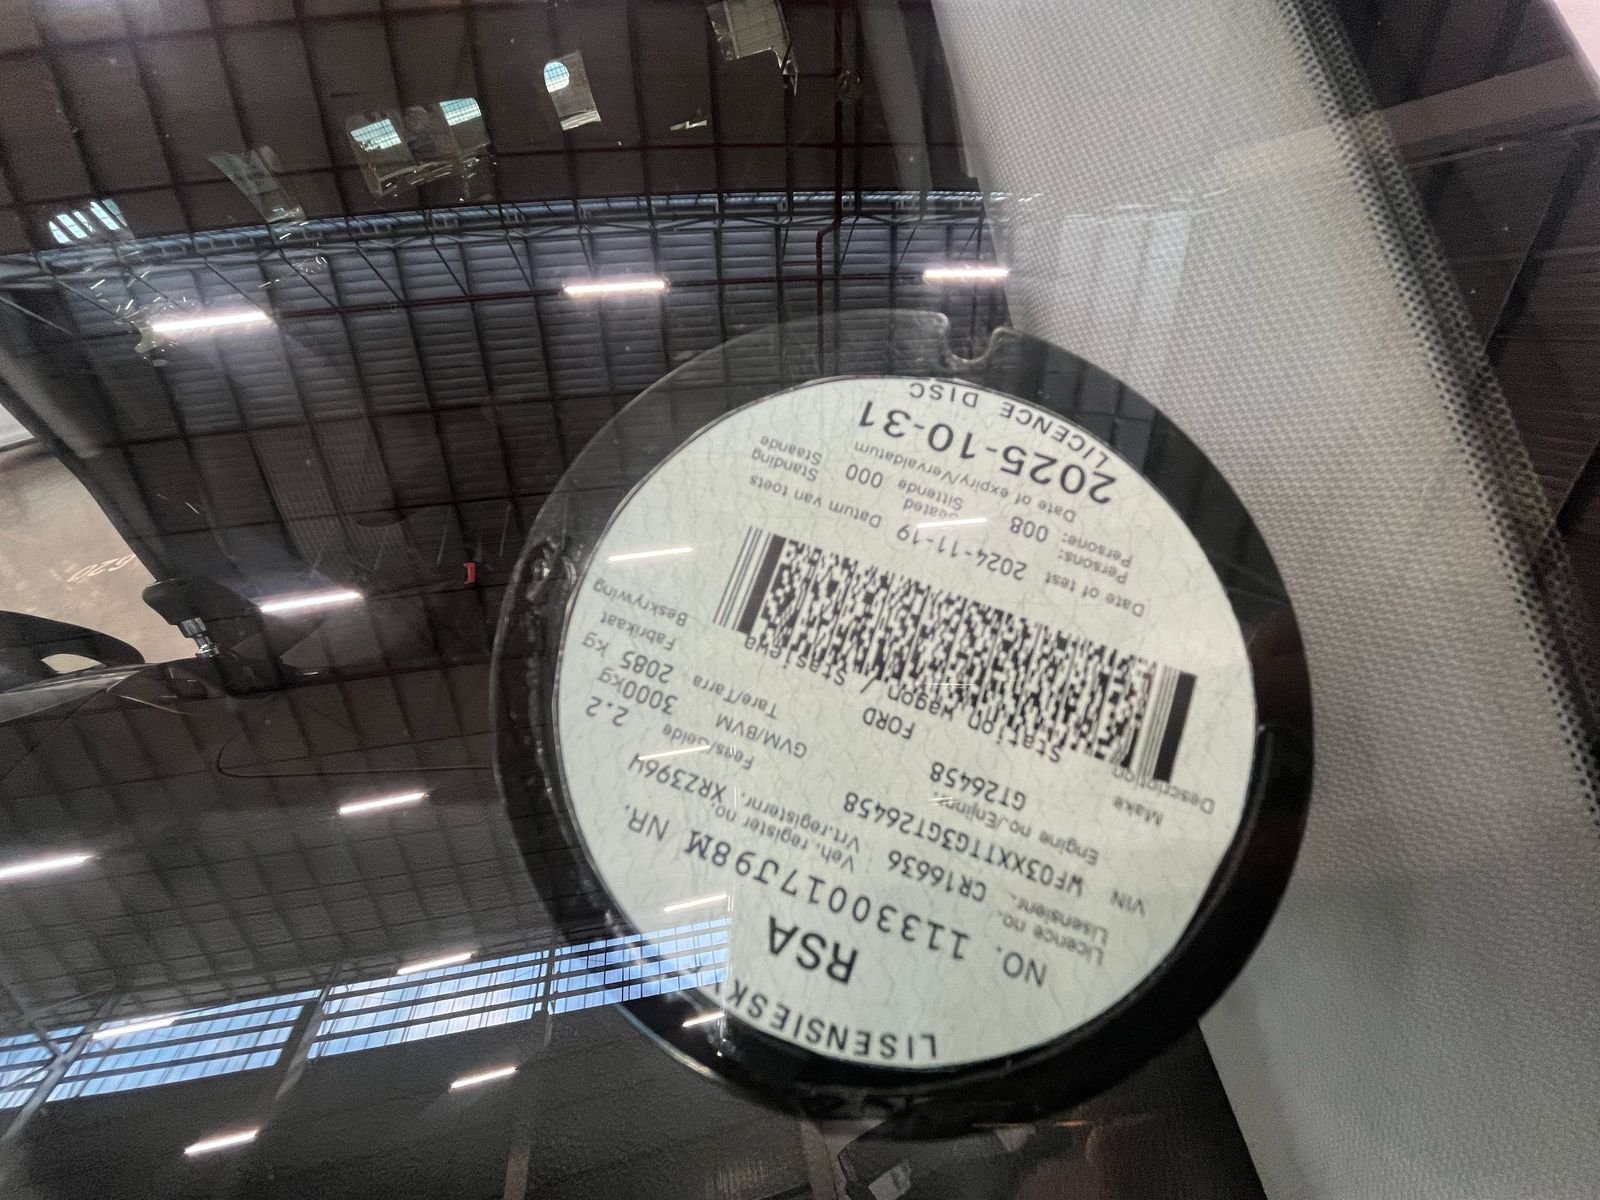 LISENSIESK
RSA
NO. 11330017J98M NR.
Licence no.
Lisensienr. CR16636
Veh. register no.
Vrt.registernr. XRZ396W
VIN WF03XXTTG3GT26458
Fees/Gelde 2.2
Engine no./Enjinnr. GT26458
GVM/BVM 3000kg
Make FORD
Tare/Tarra 2085 kg
Fabrikaat
Description Station wagon / Stasiewa
Beskrywing
Date of test 2024-11-19 Datum van toets
Persons: 008 Seated 000 Standing
Persone: Sittende Staande
Date of expiry/Vervaldatum
2025-10-31
LICENCE DISC